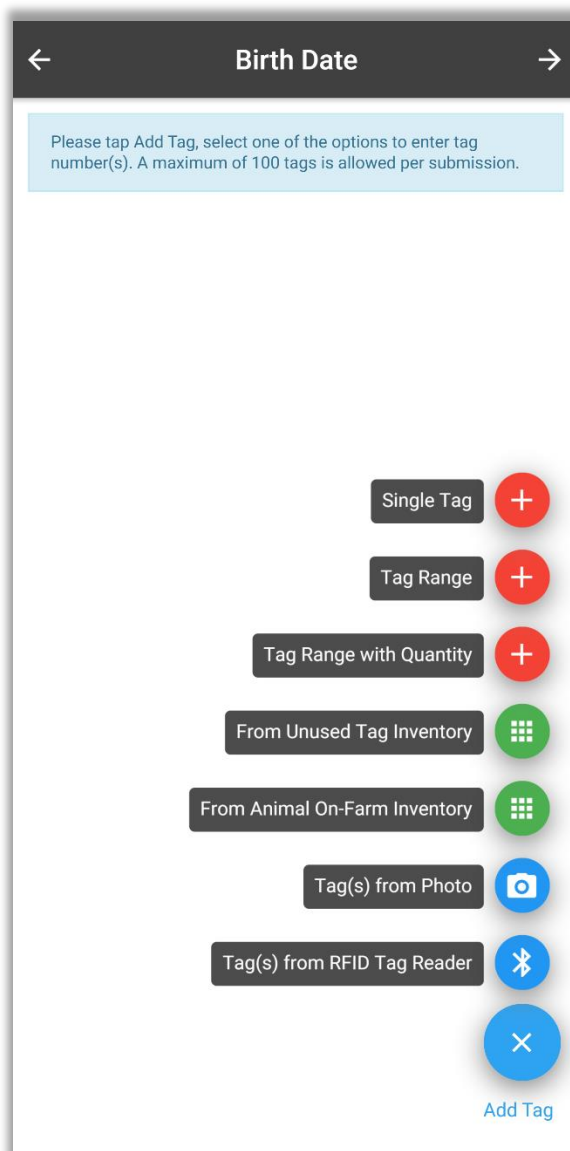 Birth Date
Please tap Add Tag, select one of the options to enter tag
number(s). A maximum of 100 tags is allowed per submission.
Single Tag
Tag Range
Tag Range with Quantity
From Unused Tag Inventory
From Animal On-Farm Inventory
Tag(s) from Photo
Tag(s) from RFID Tag Reader
Add Tag